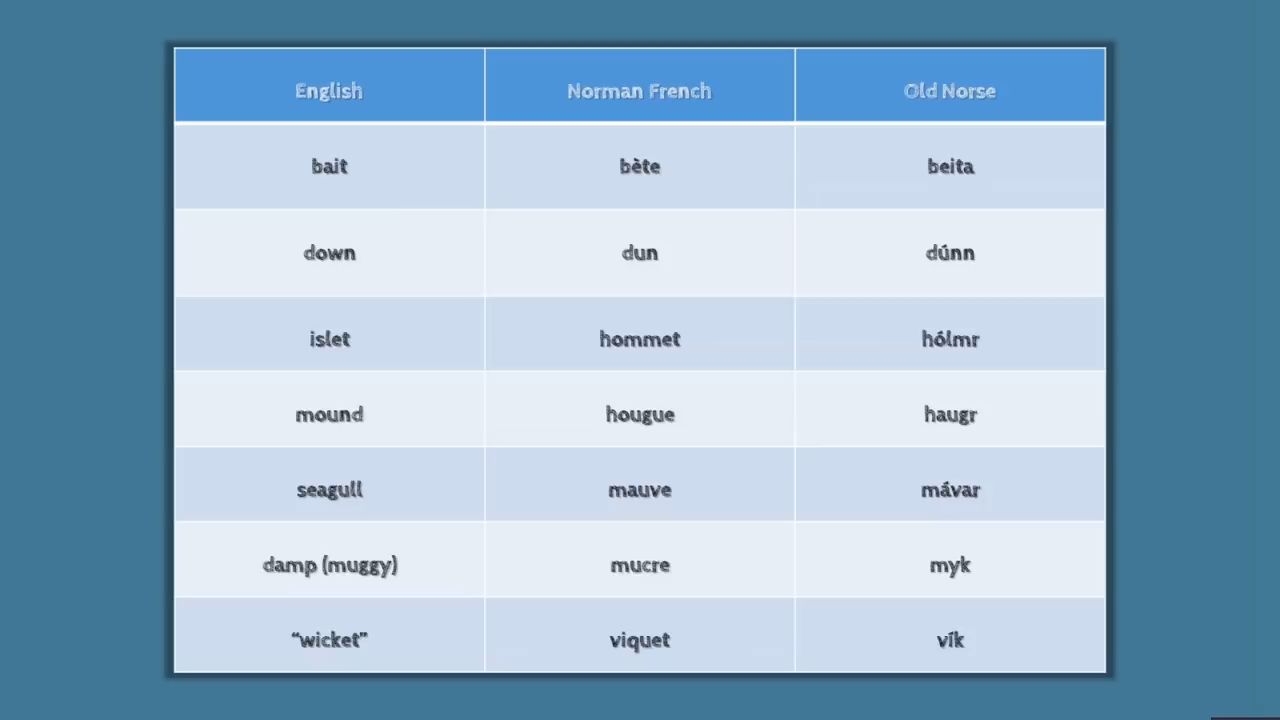 English Norman French Old Norse
bait bète beita
down dun dúnn
islet hommet hólmr
mound hougue haugr
seagull mauve mávar
damp (muggy) mucre myk
“wicket” viquet vík